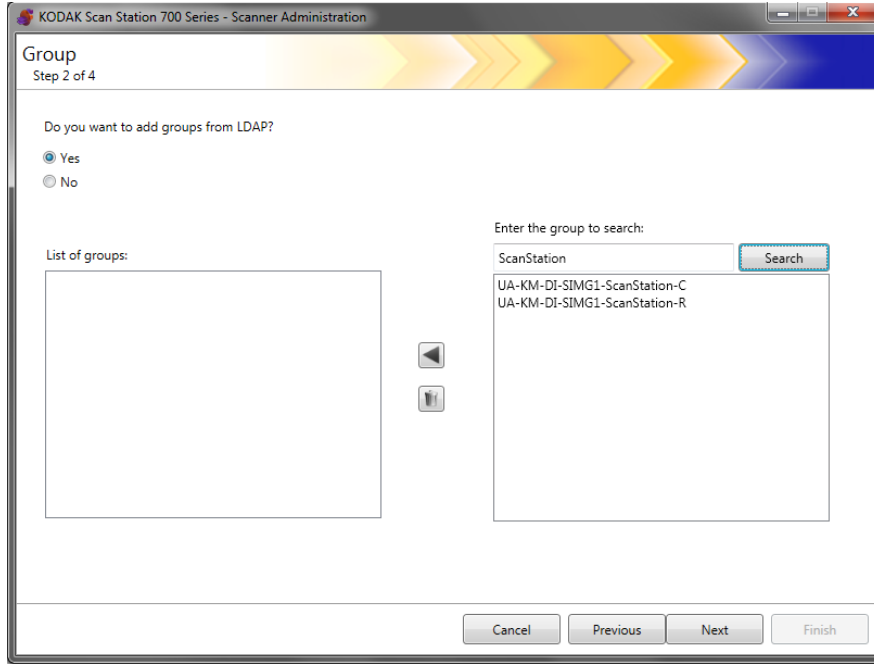 KODAK Scan Station 700 Series - Scanner Administration
Group
Step 2 of 4
Do you want to add groups from LDAP?
Yes
No
Enter the group to search:
List of groups:
ScanStation
Search
UA-KM-DI-SIMG1-ScanStation-C
UA-KM-DI-SIMG1-ScanStation-R
Cancel
Previous
Next
Finish